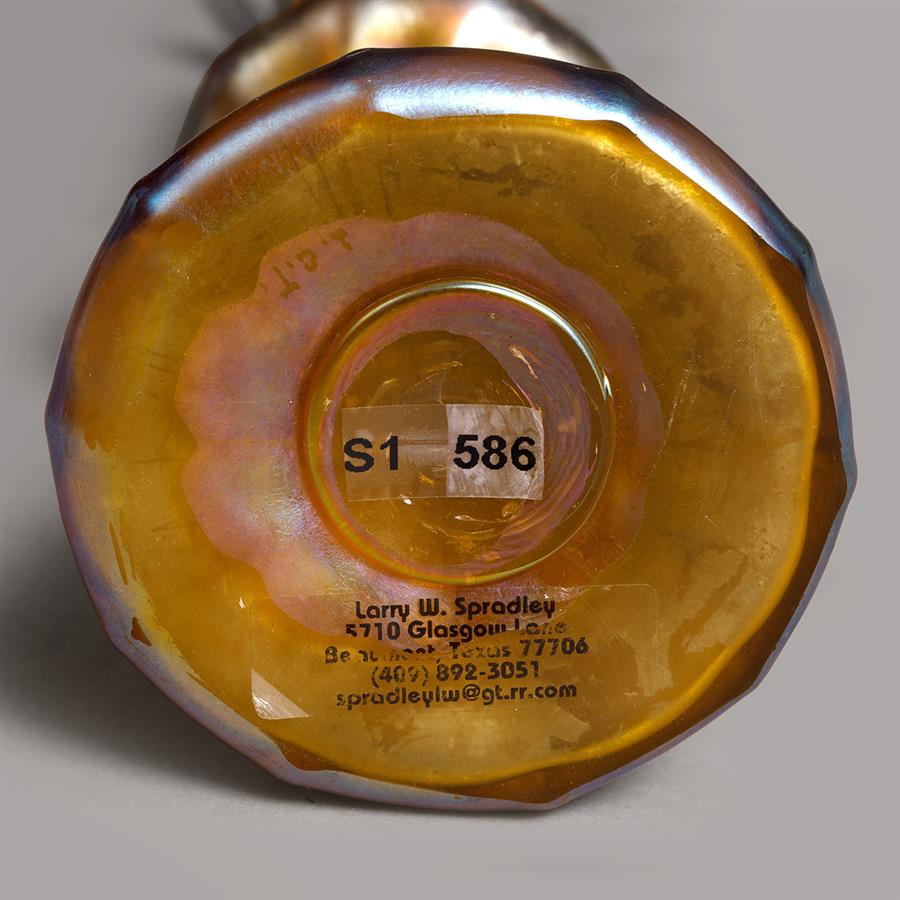 L.C.T.
S1 586
Larry W. Spradley
5710 Glasgow Lane
Beaumont, Texas 77706
(409) 892-3051
spradleylw@gt.rr.com